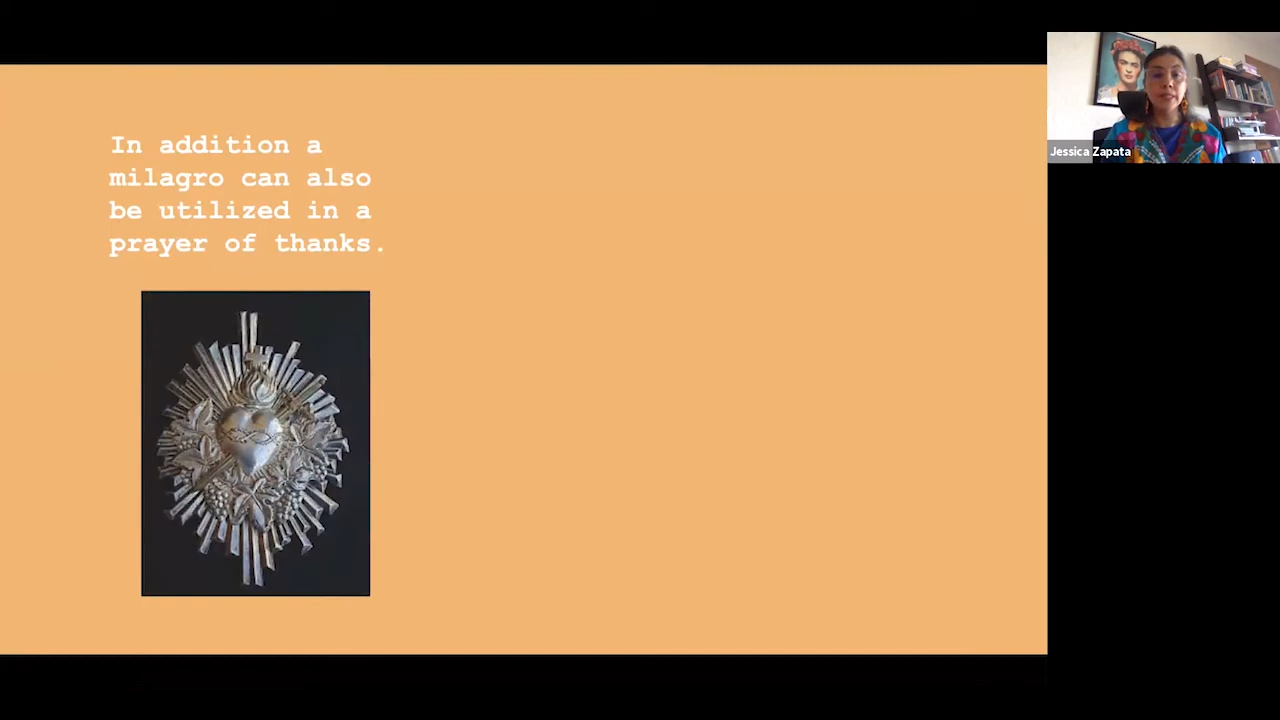 In addition a
milagro can also
be utilized in a
prayer of thanks.
Jessica Zapata